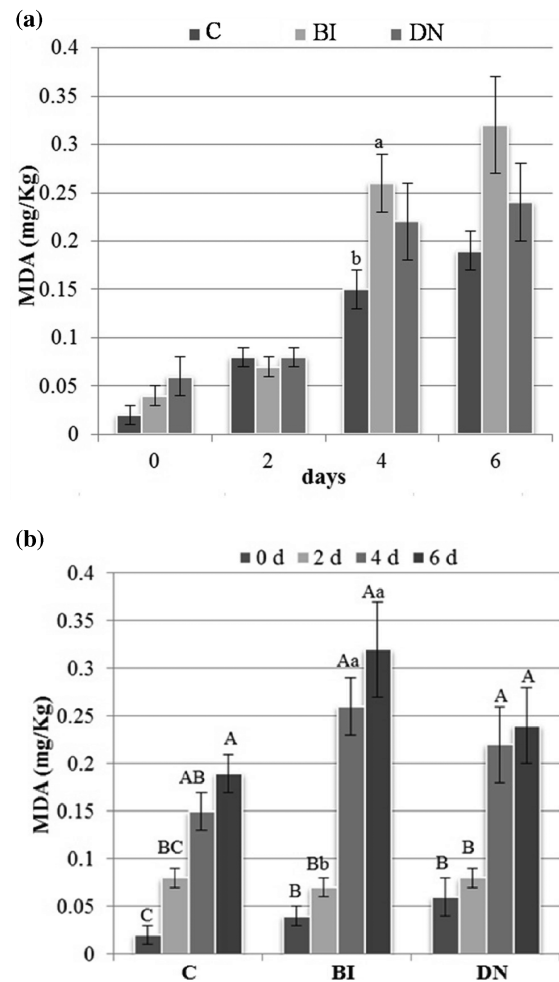 (a)
C BI DN
MDA (mg/Kg)
0.4
0.35
0.3
0.25
0.2
0.15
0.1
0.05
0
b
a
0 2 4 6
days
(b)
0 d 2 d 4 d 6 d
MDA (mg/Kg)
0.4
0.35
0.3
0.25
0.2
0.15
0.1
0.05
0
C BC AB A
B Bb Aa Aa
B B A A
C BI DN